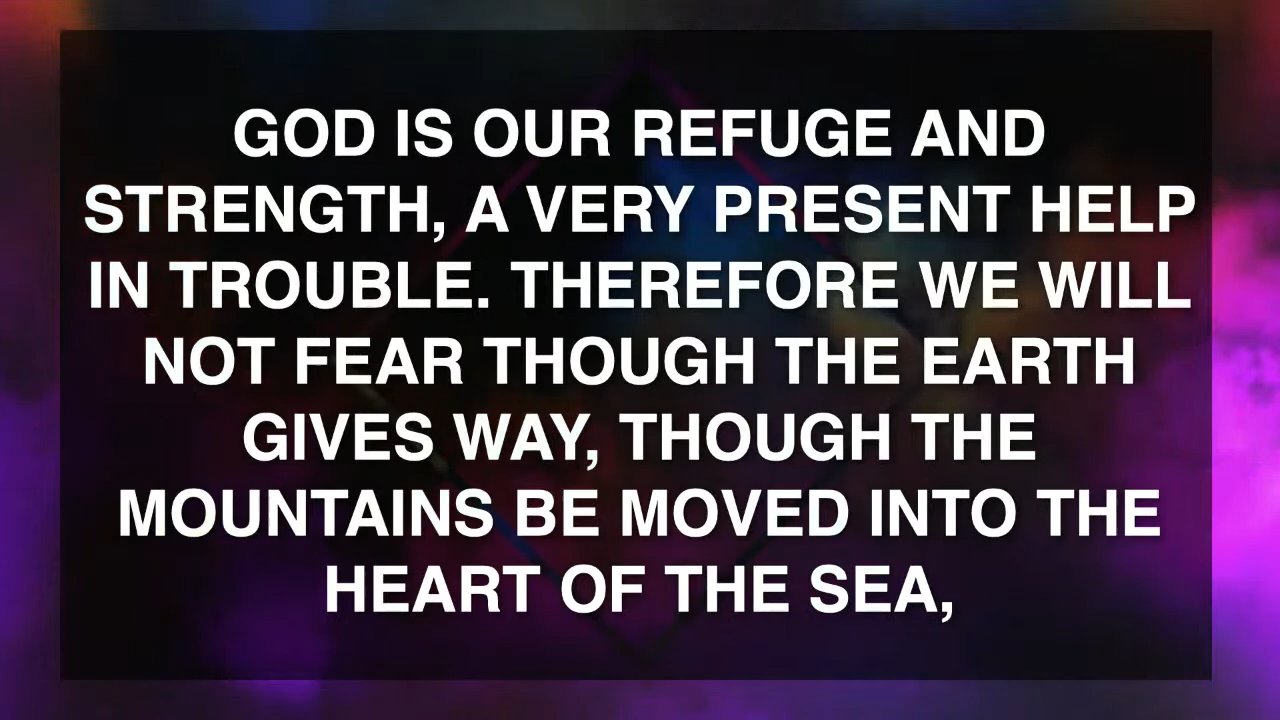 GOD IS OUR REFUGE AND
STRENGTH, A VERY PRESENT HELP
IN TROUBLE. THEREFORE WE WILL
NOT FEAR THOUGH THE EARTH
GIVES WAY, THOUGH THE
MOUNTAINS BE MOVED INTO THE
HEART OF THE SEA,